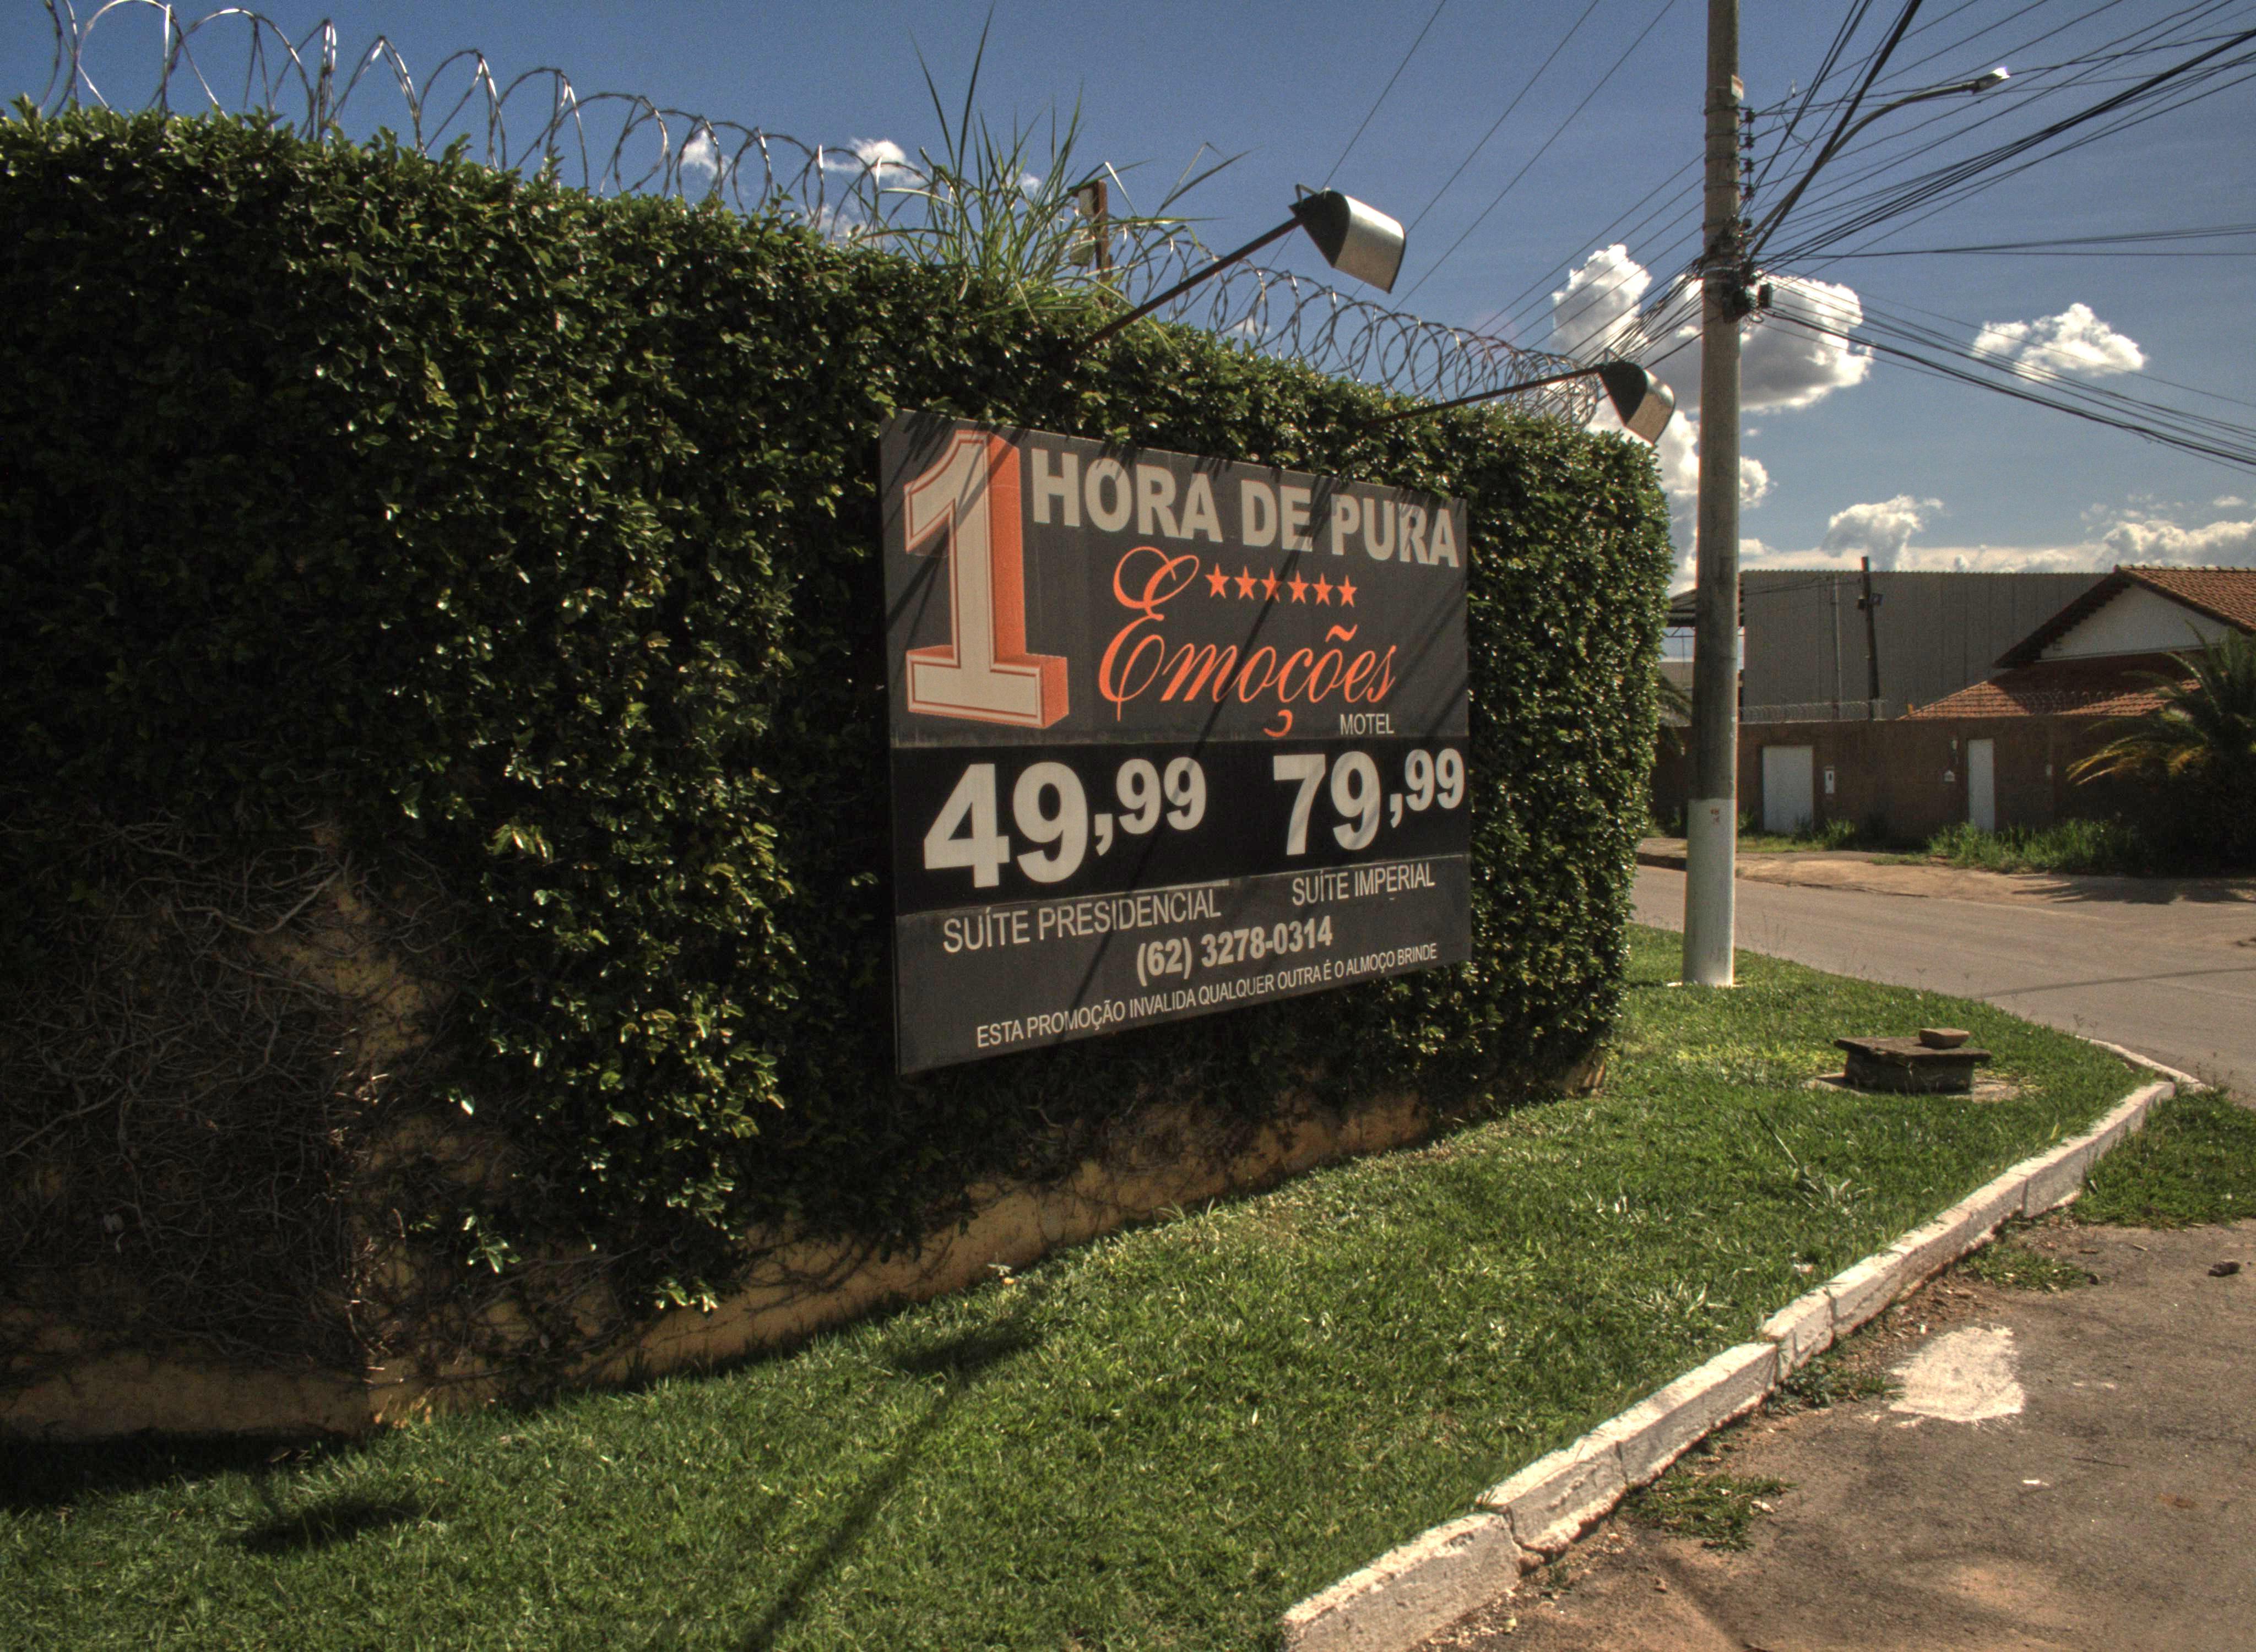 1 HORA DE PURA
Emoções
MOTEL
49,99 79,99
SUÍTE PRESIDENCIAL SUÍTE IMPERIAL
(62) 3278-0314
ESTA PROMOÇÃO INVALIDA QUALQUER OUTRA É O ALMOÇO BRINDE